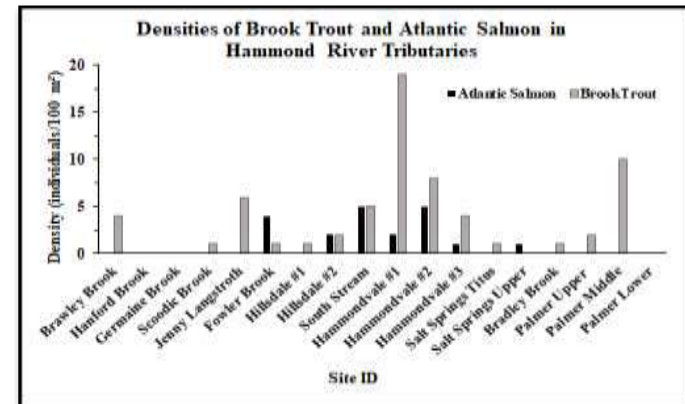 Densities of Brook Trout and Atlantic Salmon in
Hammond River Tributaries
20
15
10
5
0
Density (individuals/100 m²)
Atlantic Salmon
Brook Trout
Brawley Brook
Hanford Brook
Germaine Brook
Scoodic Brook
Jenny Langstroth
Fowler Brook
Hillsdale #1
Hillsdale #2
South Stream
Hammondvale #1
Hammondvale #2
Hammondvale #3
Salt Springs Titus
Salt Springs Upper
Bradley Brook
Palmer Upper
Palmer Middle
Palmer Lower
Site ID